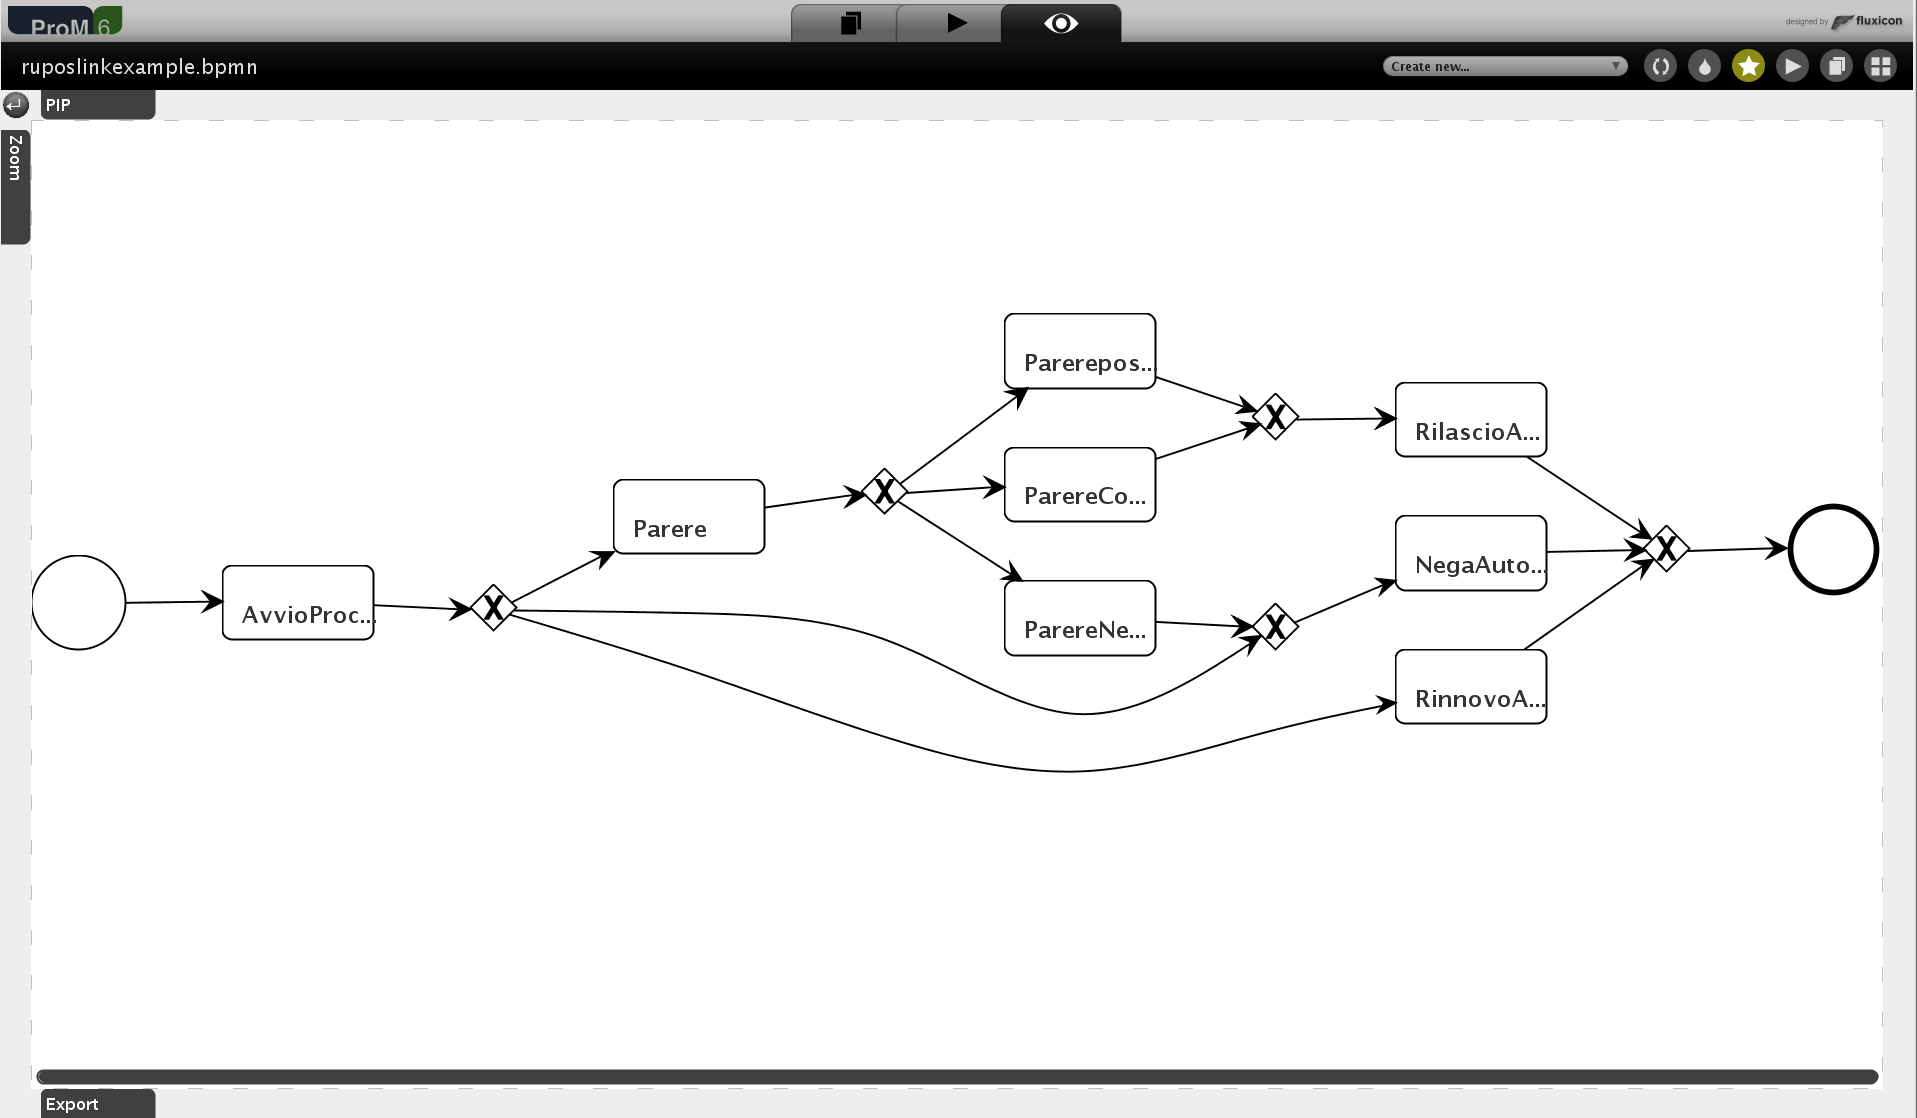 ProM 6
designed by fluxicon
ruposlinkexample.bpmn
Create new...
PIP
Zoom
Parerepos...
X
RilascioA...
X
ParereCo...
Parere
X
NegaAuto...
X
AvvioProc...
X
ParereNe...
X
RinnovoA...
Export